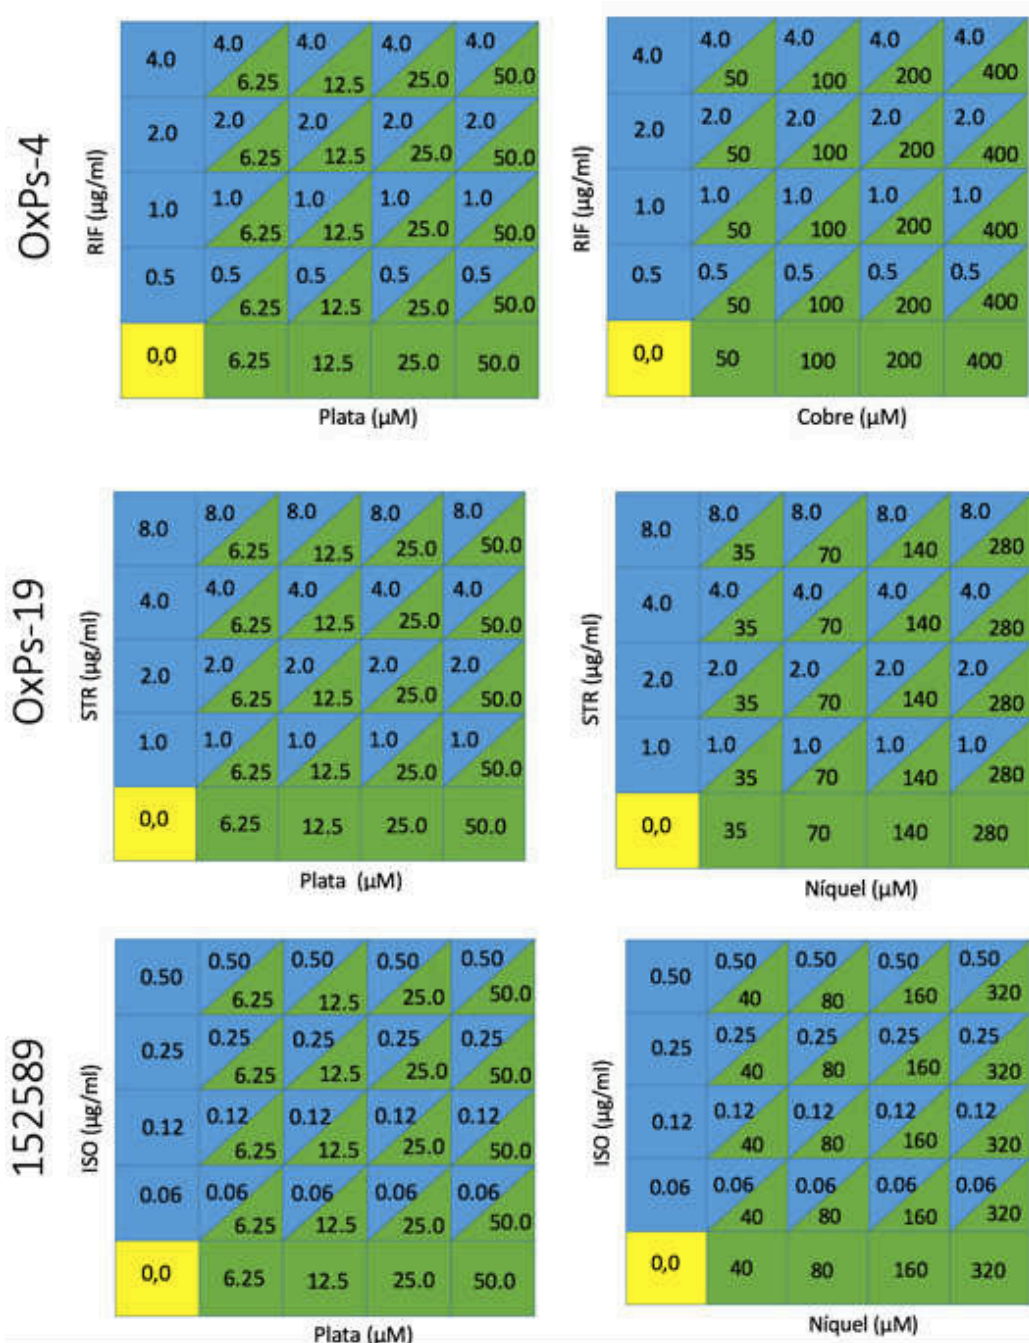 OxPs-4
RIF (µg/ml)
4.0 4.0 6.25 4.0 12.5 4.0 25.0 4.0 50.0
2.0 2.0 6.25 2.0 12.5 2.0 25.0 2.0 50.0
1.0 1.0 6.25 1.0 12.5 1.0 25.0 1.0 50.0
0.5 0.5 6.25 0.5 12.5 0.5 25.0 0.5 50.0
0,0 6.25 12.5 25.0 50.0
Plata (µM)
RIF (µg/ml)
4.0 4.0 50 4.0 100 4.0 200 4.0 400
2.0 2.0 50 2.0 100 2.0 200 2.0 400
1.0 1.0 50 1.0 100 1.0 200 1.0 400
0.5 0.5 50 0.5 100 0.5 200 0.5 400
0,0 50 100 200 400
Cobre (µM)
OxPs-19
STR (µg/ml)
8.0 8.0 6.25 8.0 12.5 8.0 25.0 8.0 50.0
4.0 4.0 6.25 4.0 12.5 4.0 25.0 4.0 50.0
2.0 2.0 6.25 2.0 12.5 2.0 25.0 2.0 50.0
1.0 1.0 6.25 1.0 12.5 1.0 25.0 1.0 50.0
0,0 6.25 12.5 25.0 50.0
Plata (µM)
STR (µg/ml)
8.0 8.0 35 8.0 70 8.0 140 8.0 280
4.0 4.0 35 4.0 70 4.0 140 4.0 280
2.0 2.0 35 2.0 70 2.0 140 2.0 280
1.0 1.0 35 1.0 70 1.0 140 1.0 280
0,0 35 70 140 280
Níquel (µM)
152589
ISO (µg/ml)
0.50 0.50 6.25 0.50 12.5 0.50 25.0 0.50 50.0
0.25 0.25 6.25 0.25 12.5 0.25 25.0 0.25 50.0
0.12 0.12 6.25 0.12 12.5 0.12 25.0 0.12 50.0
0.06 0.06 6.25 0.06 12.5 0.06 25.0 0.06 50.0
0,0 6.25 12.5 25.0 50.0
Plata (µM)
ISO (µg/ml)
0.50 0.50 40 0.50 80 0.50 160 0.50 320
0.25 0.25 40 0.25 80 0.25 160 0.25 320
0.12 0.12 40 0.12 80 0.12 160 0.12 320
0.06 0.06 40 0.06 80 0.06 160 0.06 320
0,0 40 80 160 320
Níquel (µM)